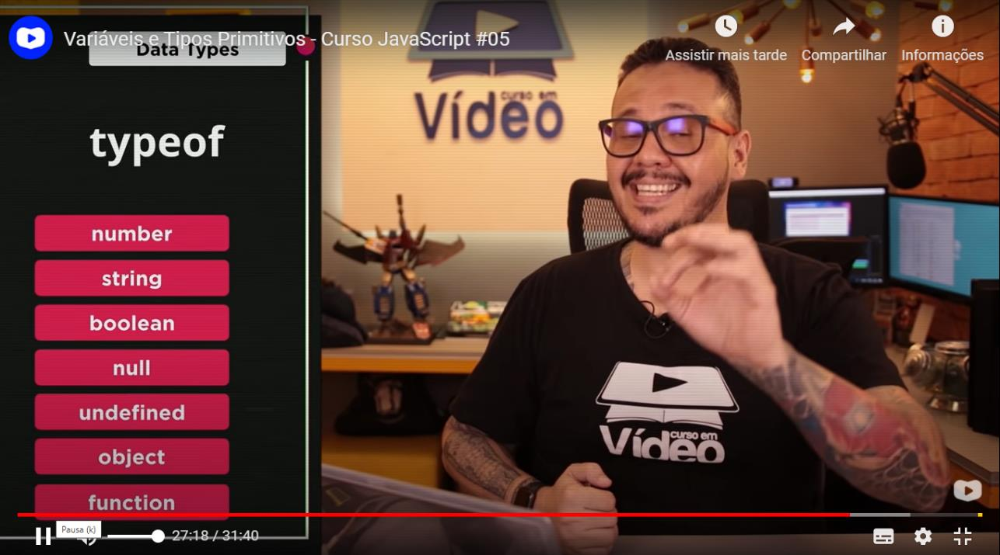 Variáveis e Tipos Primitivos - Curso JavaScript #05
Assistir mais tarde
Compartilhar
Informações
Data Types
typeof
number
string
boolean
null
undefined
object
function
curso em
Vídeo
curso em
Vídeo
Pausa (k)
27:18 / 31:40